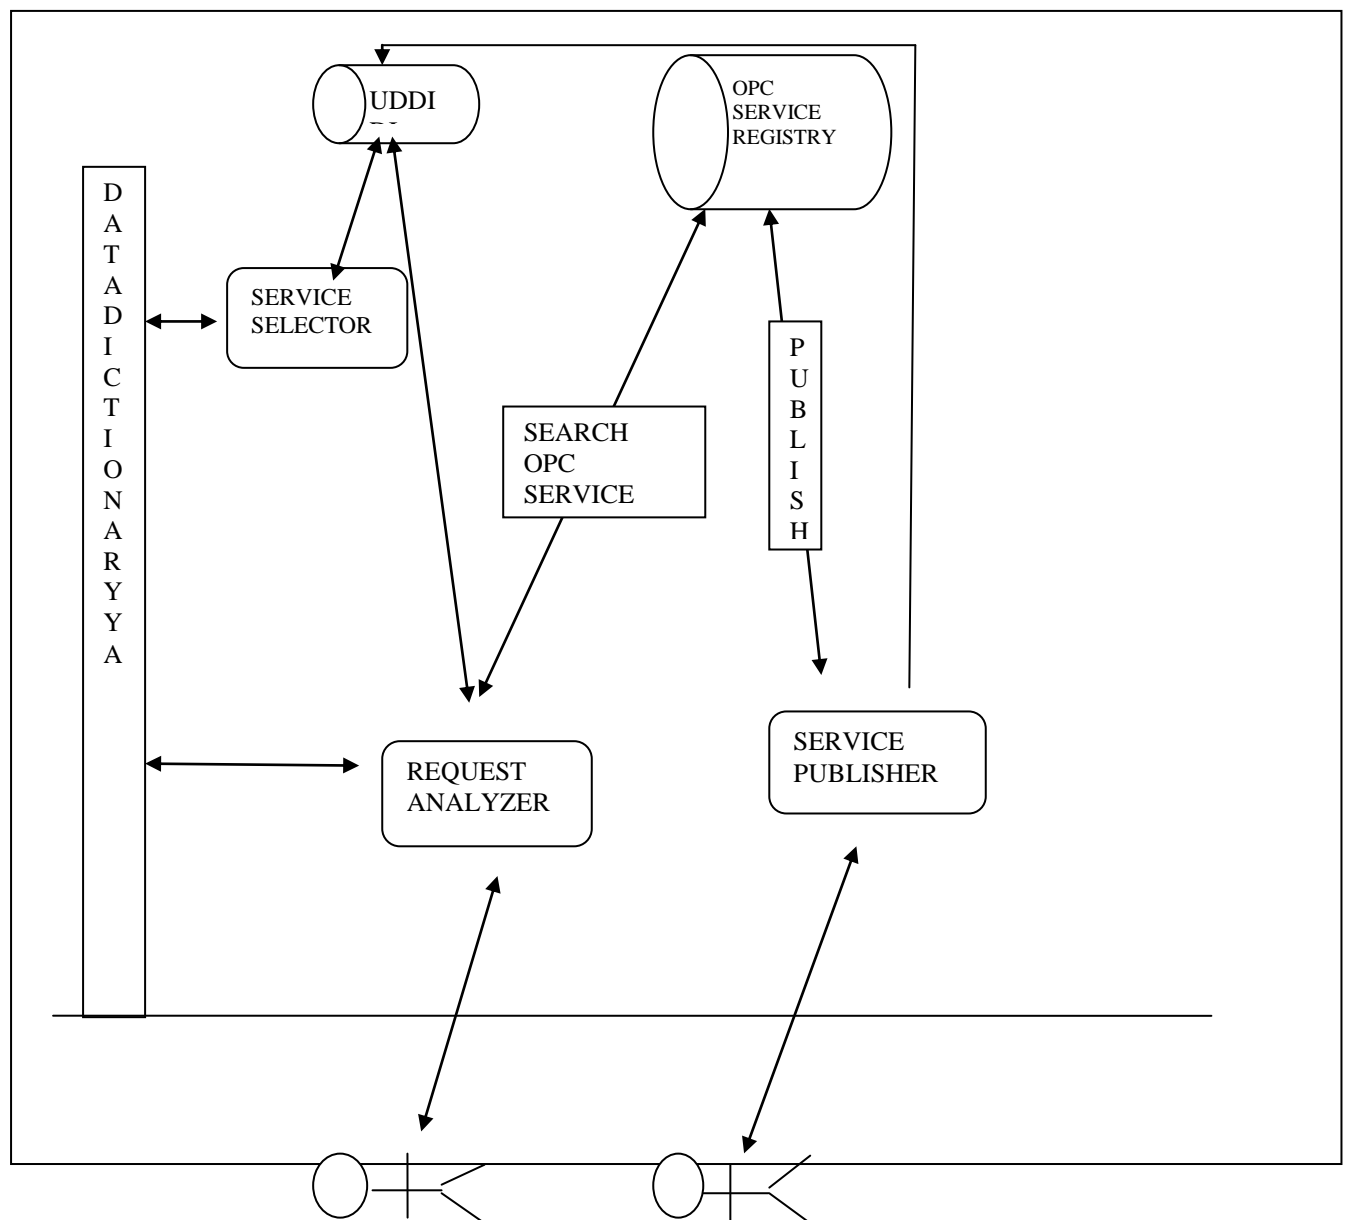 UDDI
OPC
SERVICE
REGISTRY
D
A
T
A
D
I
C
T
I
O
N
A
R
Y
Y
A
SERVICE
SELECTOR
P
U
B
L
I
S
H
SEARCH
OPC
SERVICE
SERVICE
PUBLISHER
REQUEST
ANALYZER